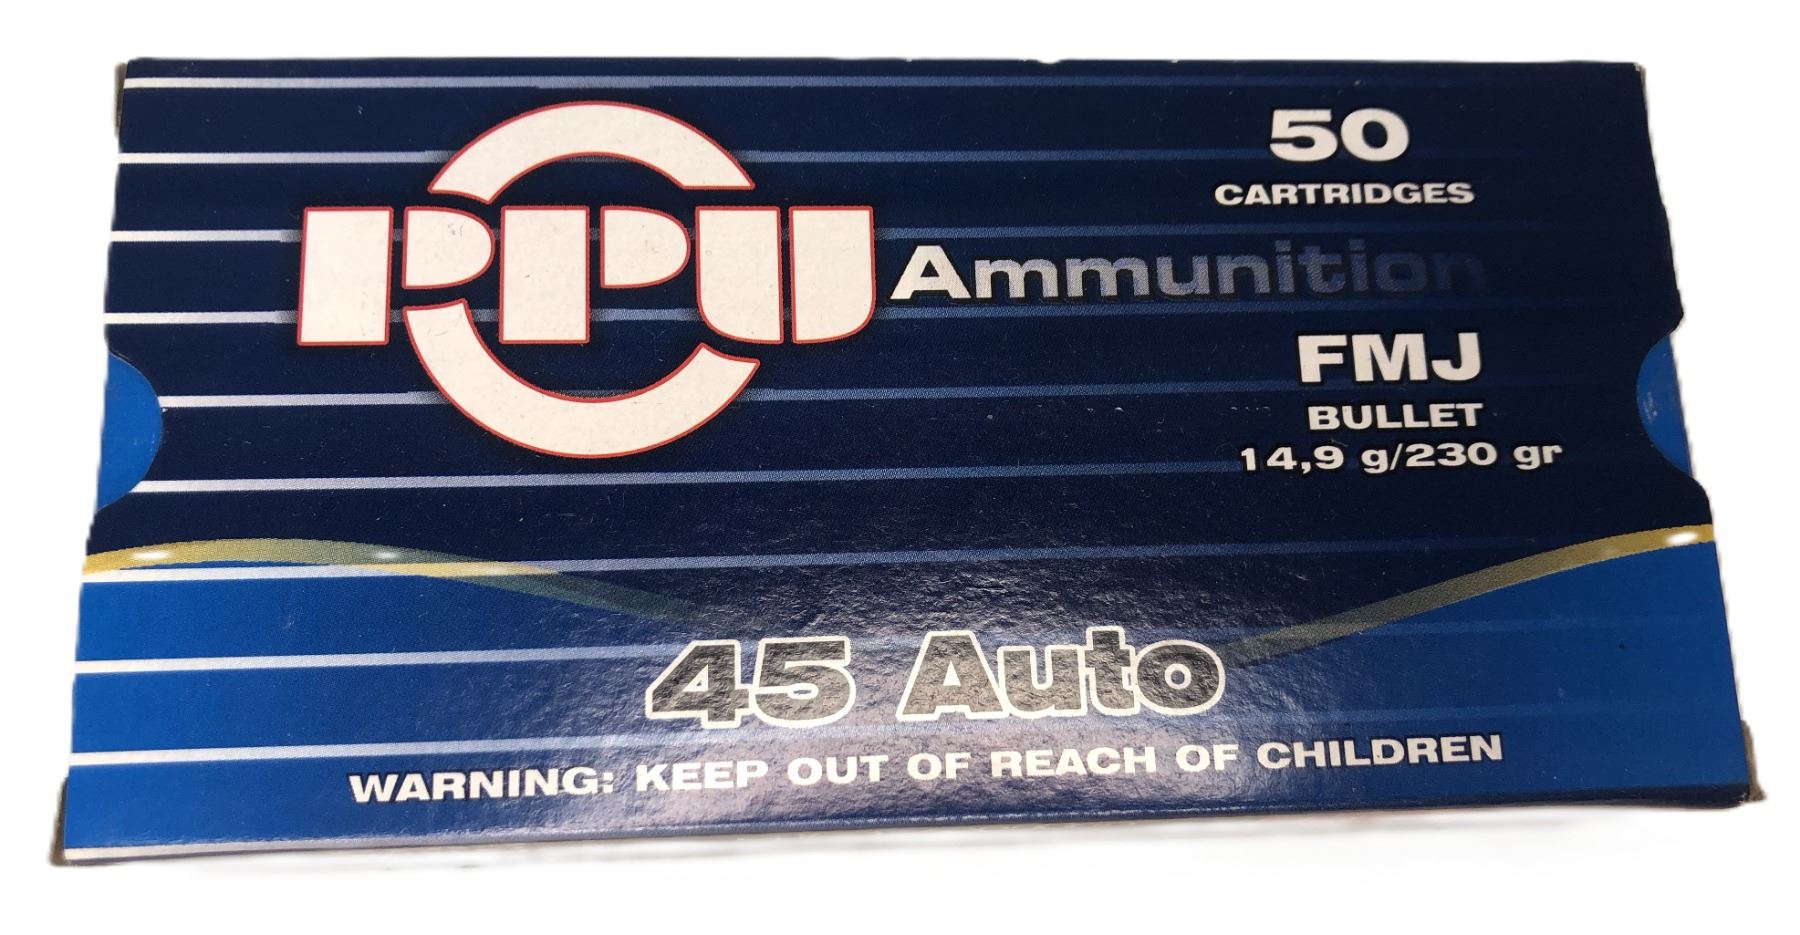 50
CARTRIDGES
PPU Ammunition
FMJ
BULLET
14,9 g/230 gr
45 Auto
WARNING: KEEP OUT OF REACH OF CHILDREN